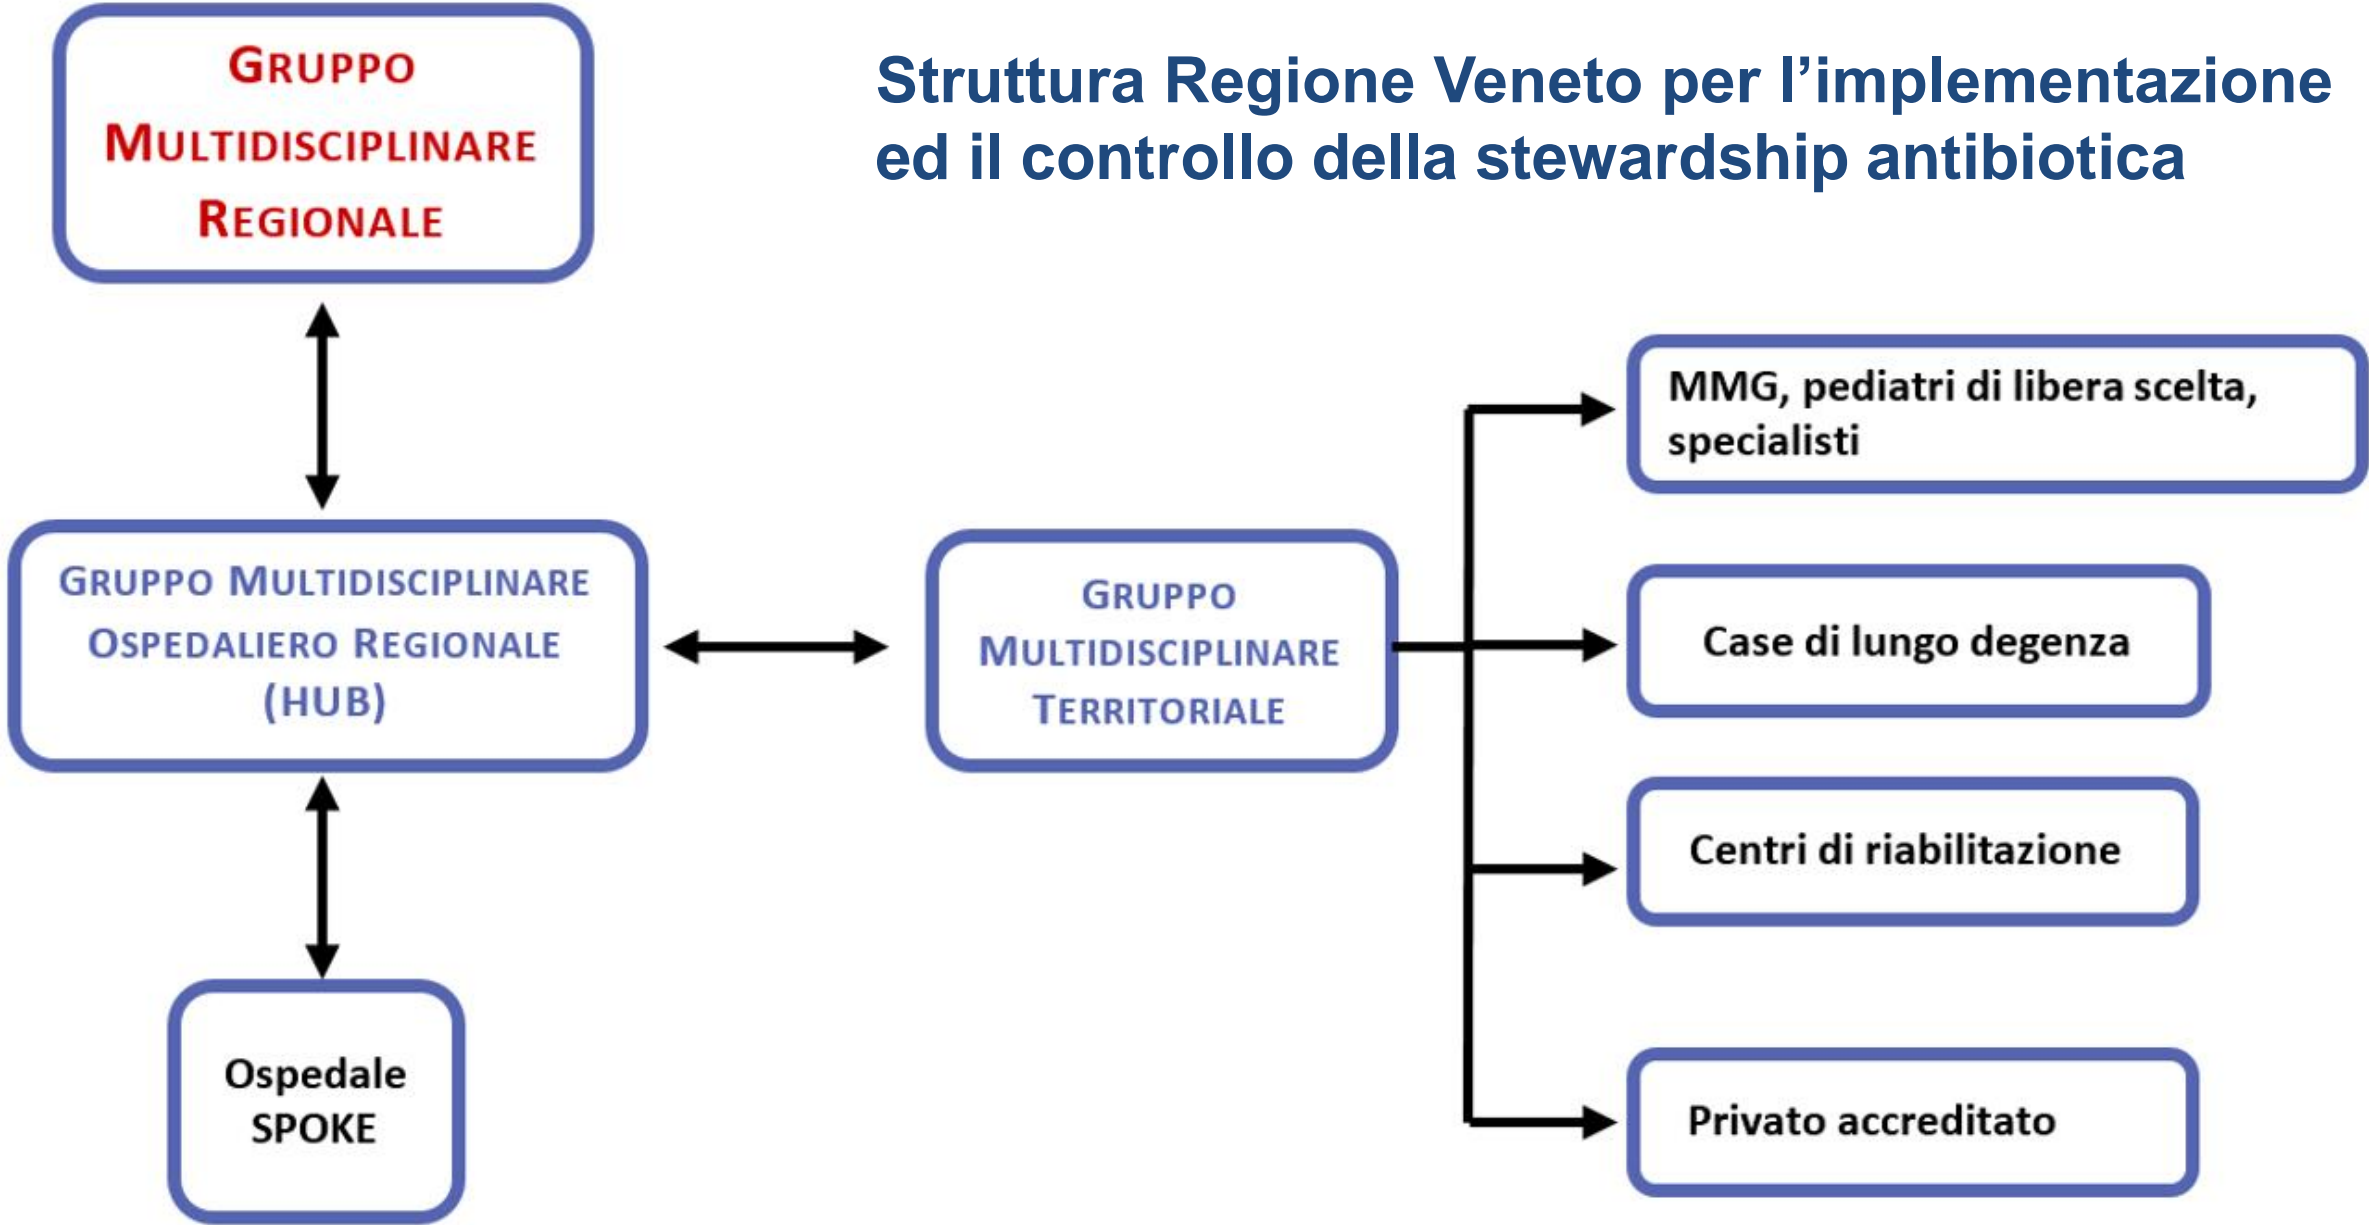 GRUPPO
MULTIDISCIPLINARE
REGIONALE
Struttura Regione Veneto per l’implementazione
ed il controllo della stewardship antibiotica
GRUPPO MULTIDISCIPLINARE
OSPEDALIERO REGIONALE
(HUB)
GRUPPO
MULTIDISCIPLINARE
TERRITORIALE
MMG, pediatri di libera scelta,
specialisti
Case di lungo degenza
Centri di riabilitazione
Privato accreditato
Ospedale
SPOKE